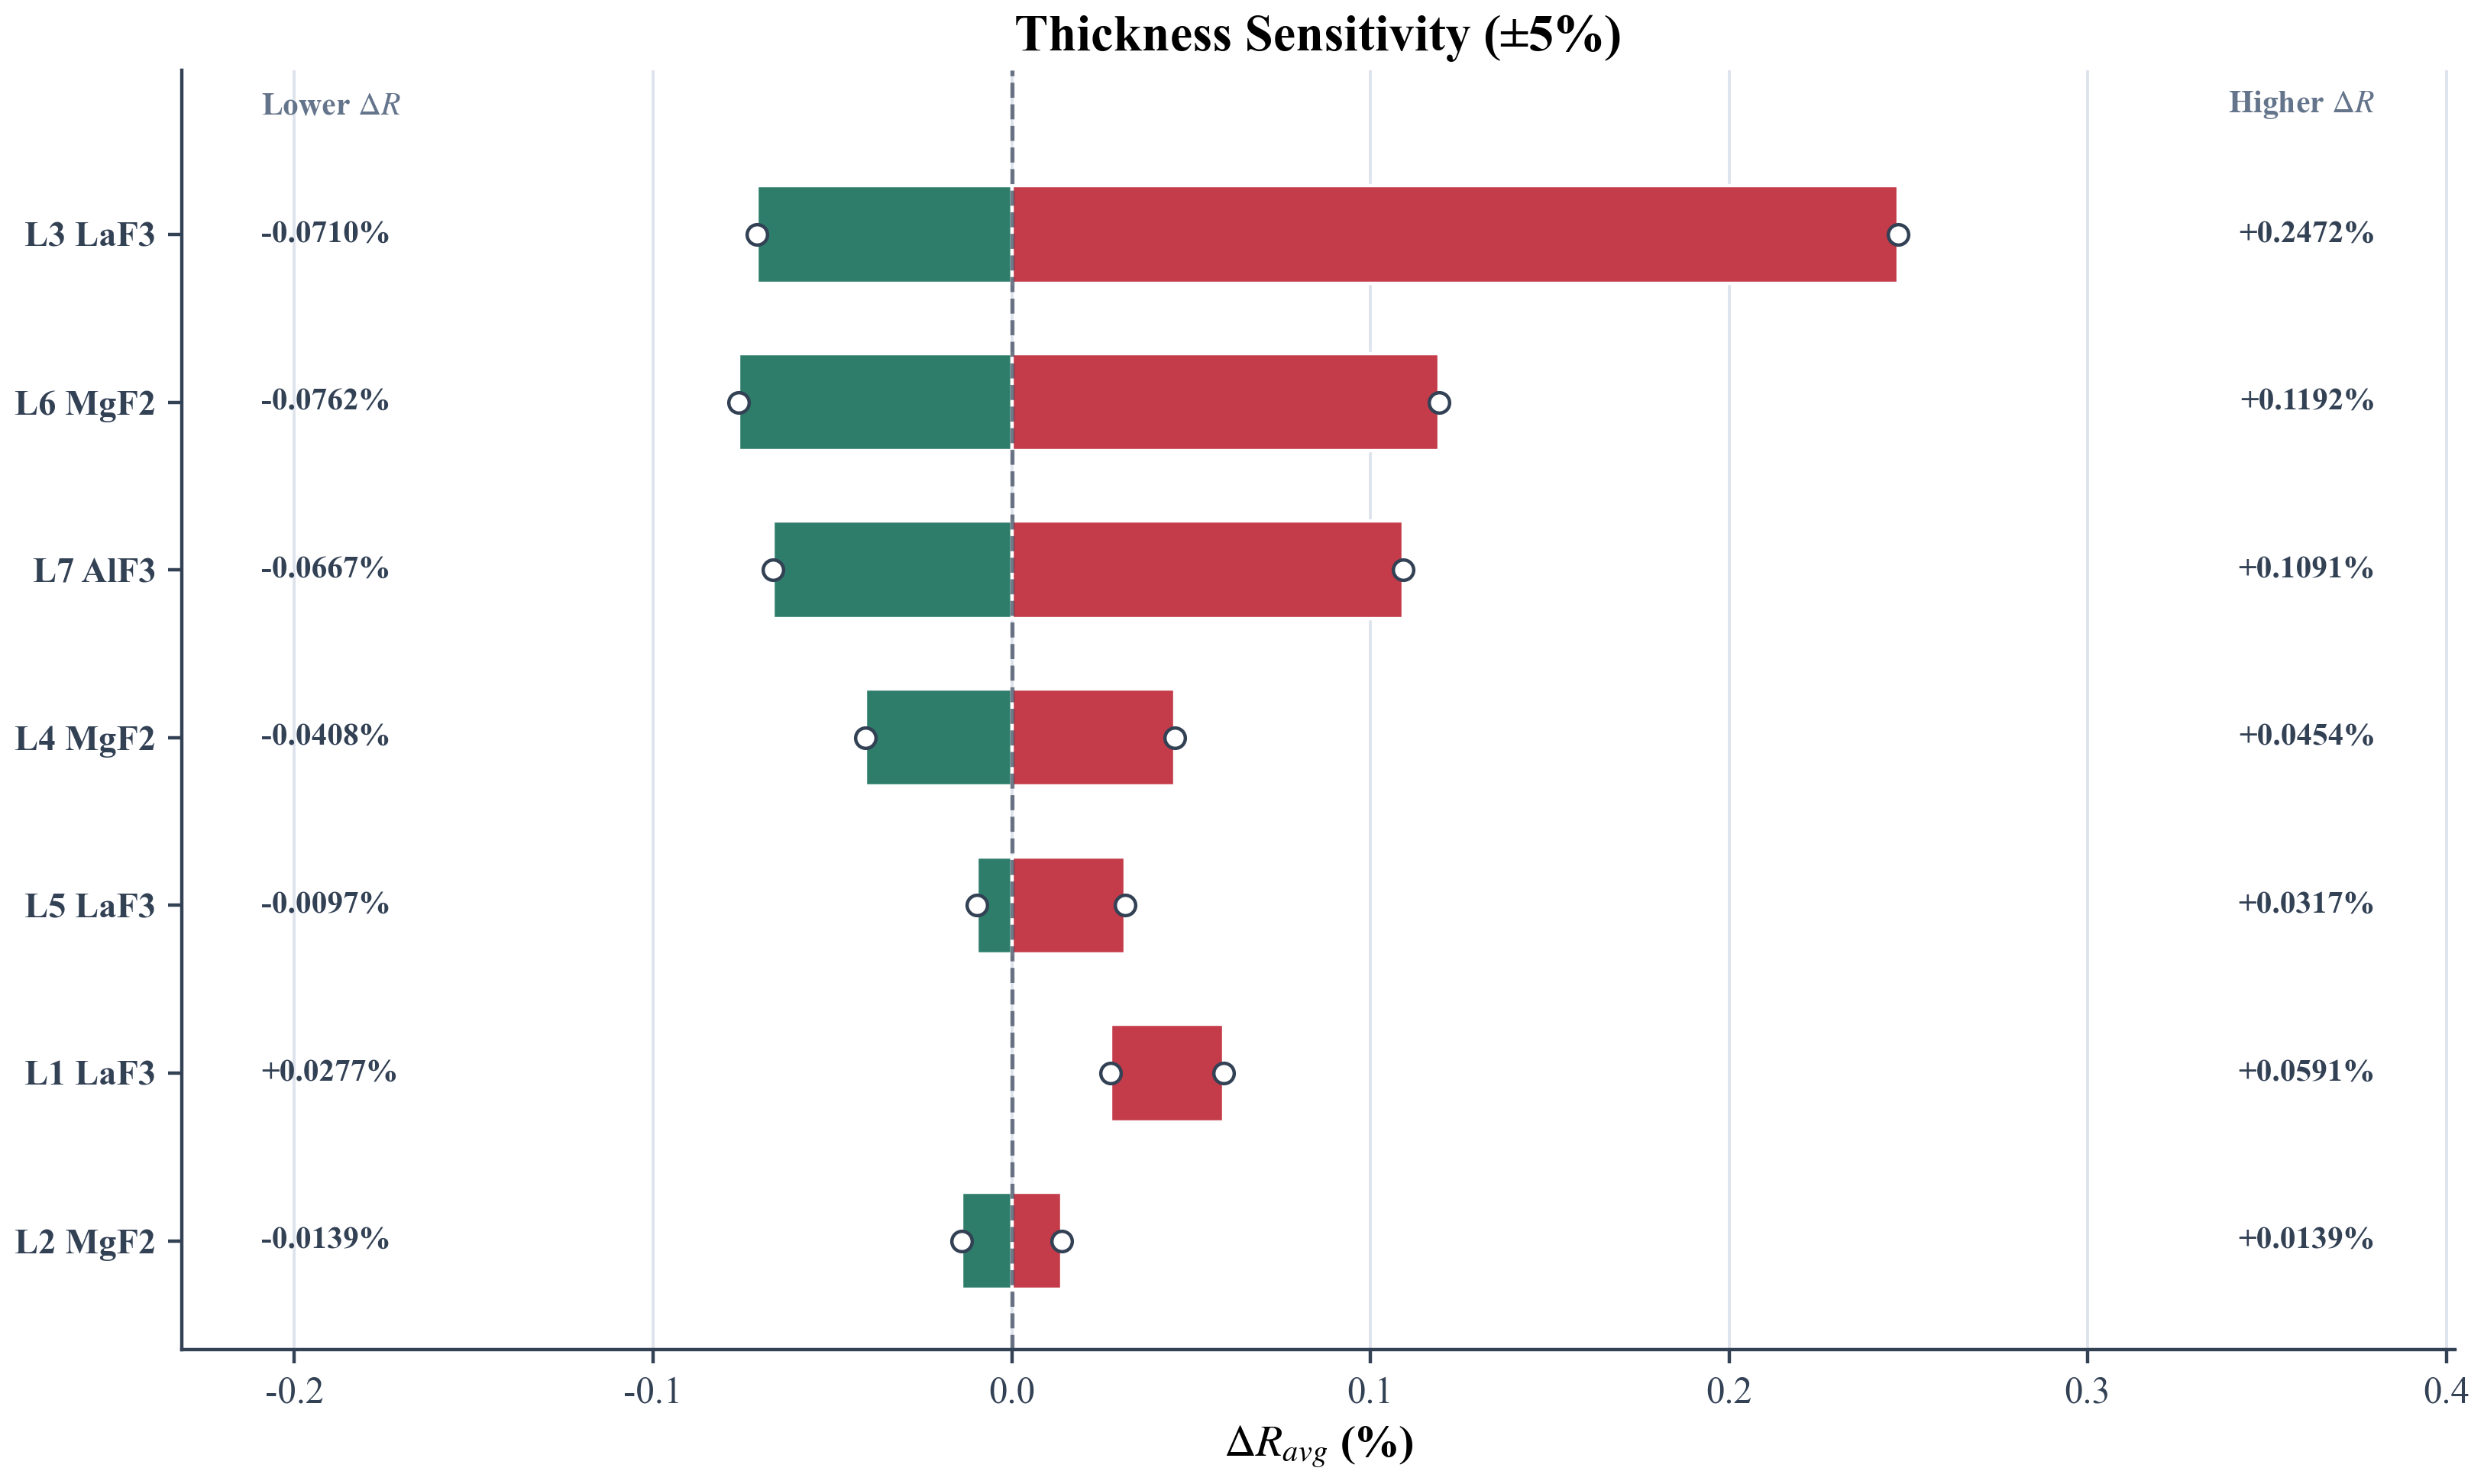 Thickness Sensitivity (±5%)
Lower ΔR
Higher ΔR
L3 LaF3 -0.0710% +0.2472%
L6 MgF2 -0.0762% +0.1192%
L7 AlF3 -0.0667% +0.1091%
L4 MgF2 -0.0408% +0.0454%
L5 LaF3 -0.0097% +0.0317%
L1 LaF3 +0.0277% +0.0591%
L2 MgF2 -0.0139% +0.0139%
-0.2 -0.1 0.0 0.1 0.2 0.3 0.4
ΔRavg (%)